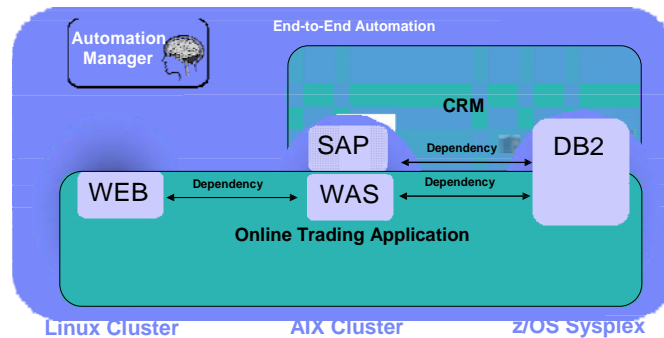 End-to-End Automation
Automation
Manager
CRM
SAP
Dependency
DB2
WEB
Dependency
WAS
Dependency
Online Trading Application
Linux Cluster
AIX Cluster
z/OS Sysplex